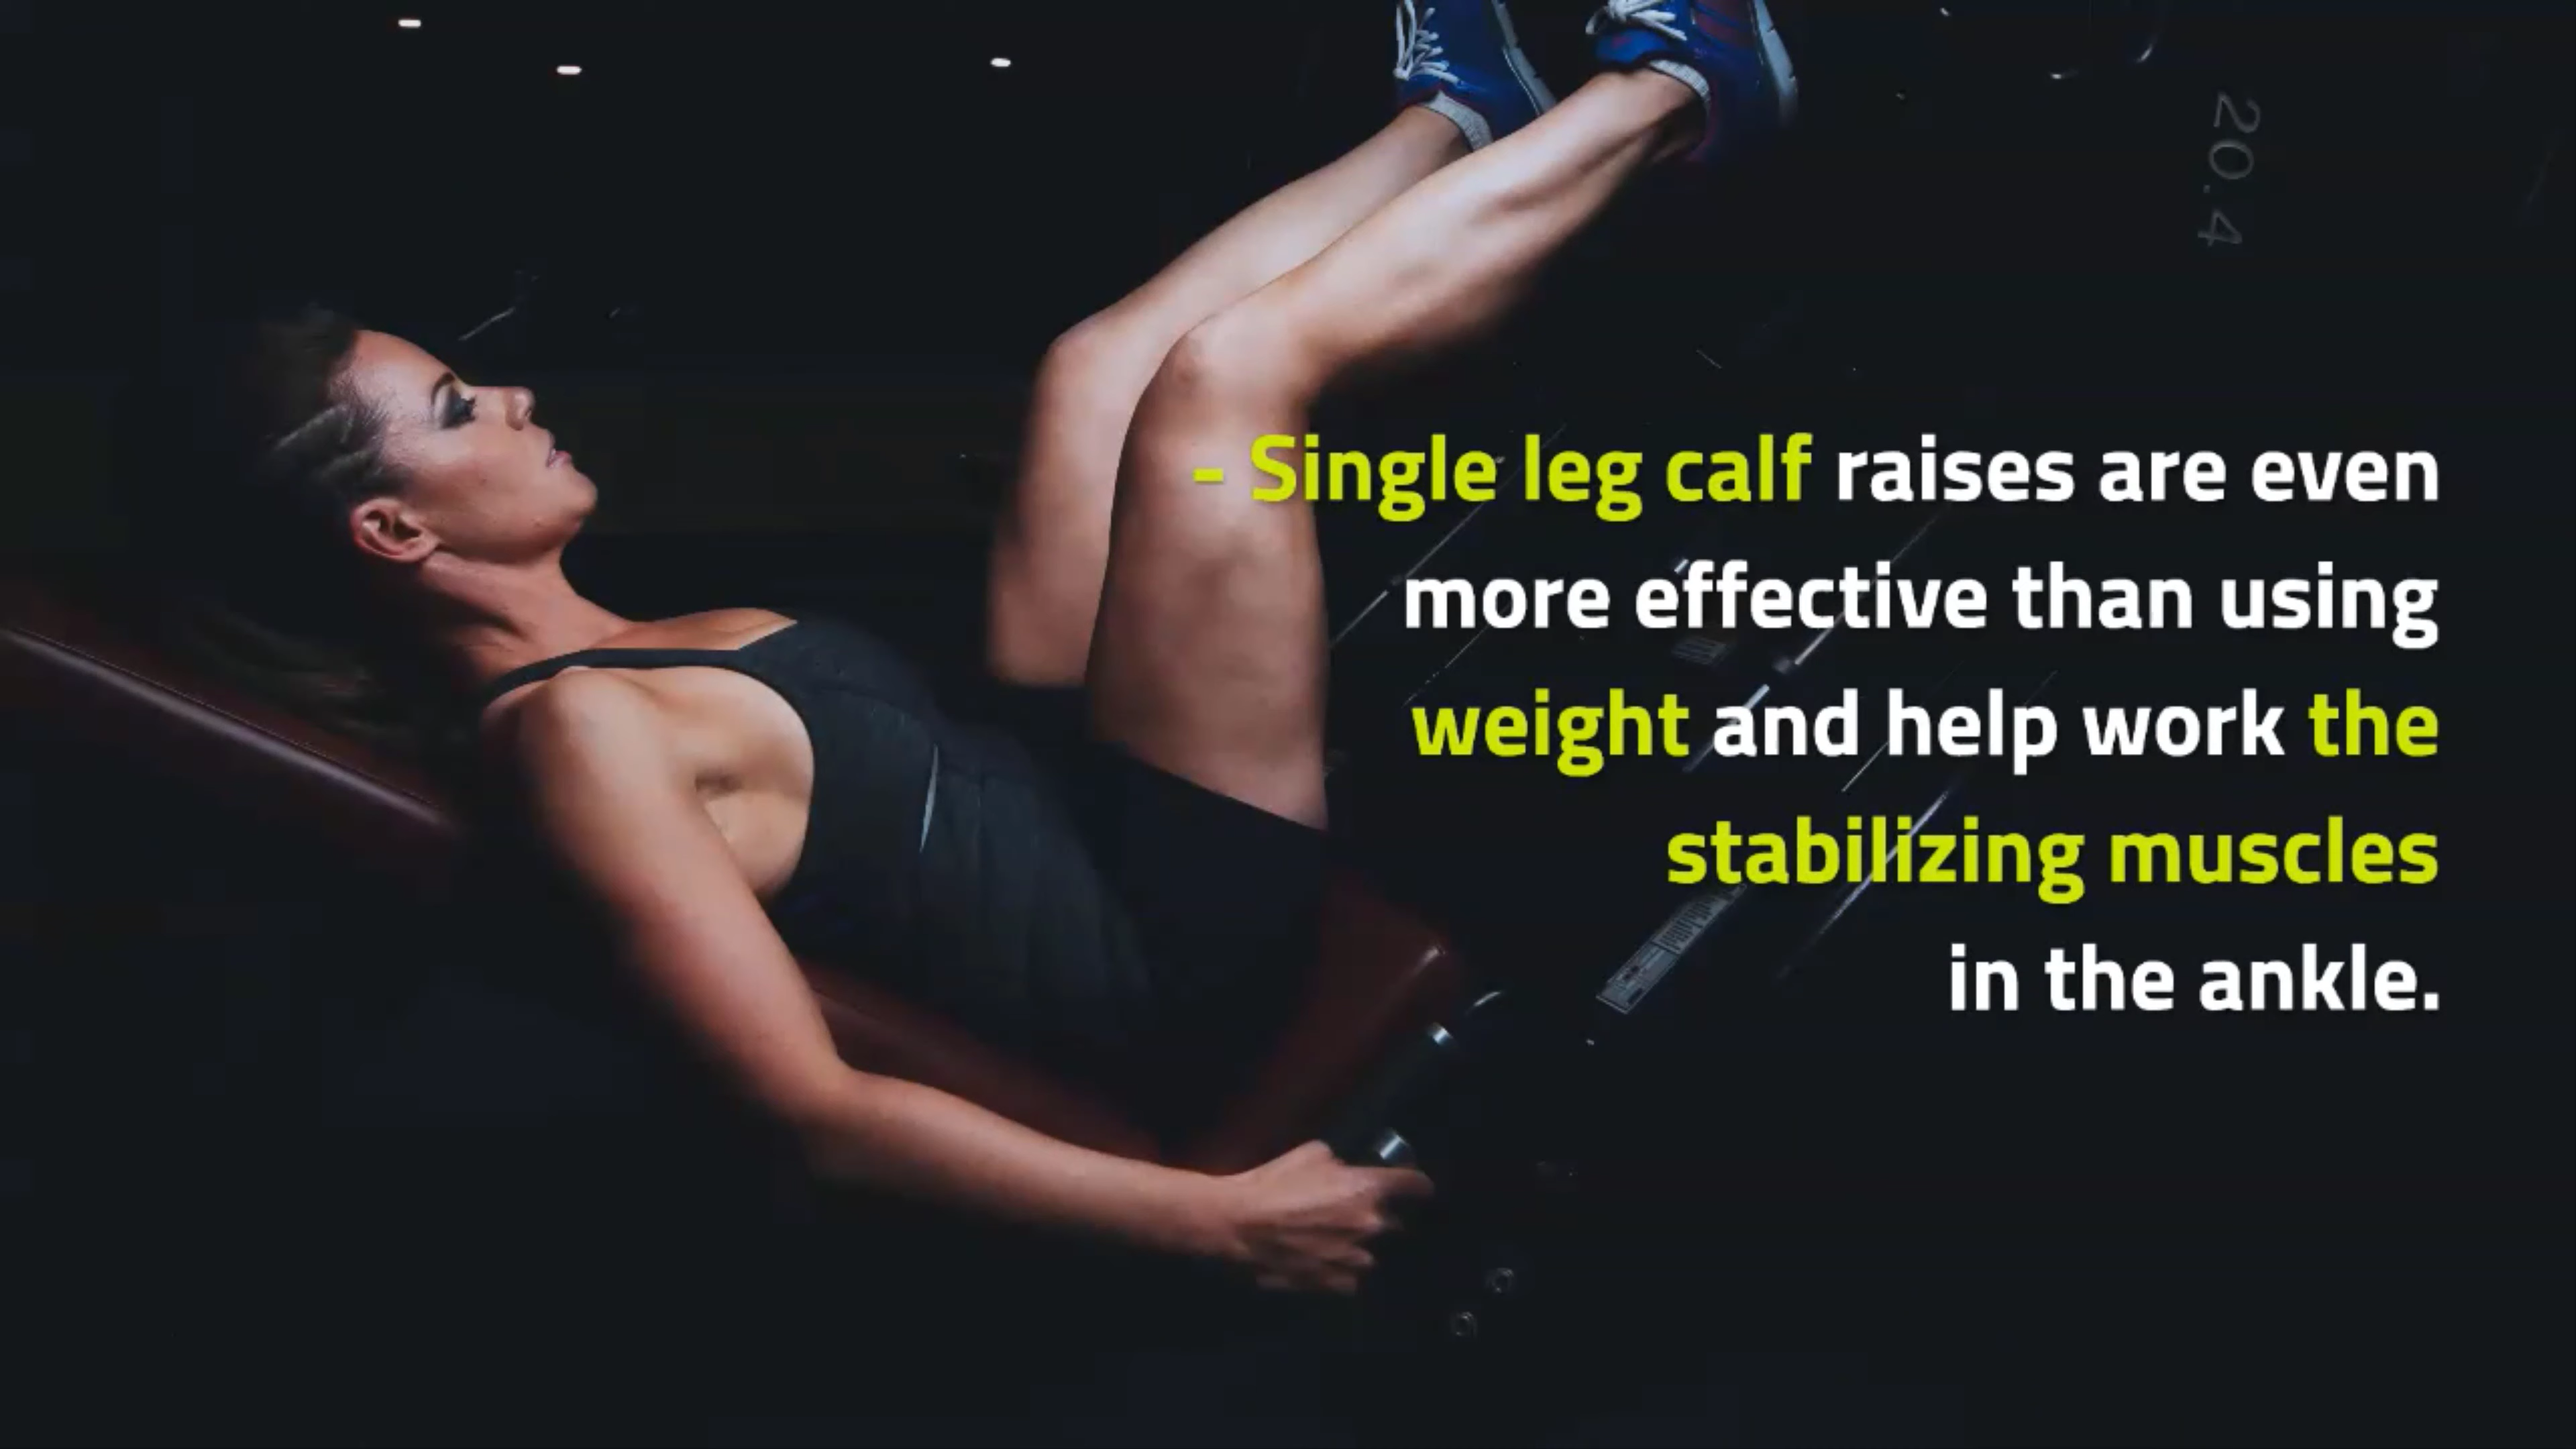 20.4
- Single leg calf raises are even
more effective than using
weight and help work the
stabilizing muscles
in the ankle.